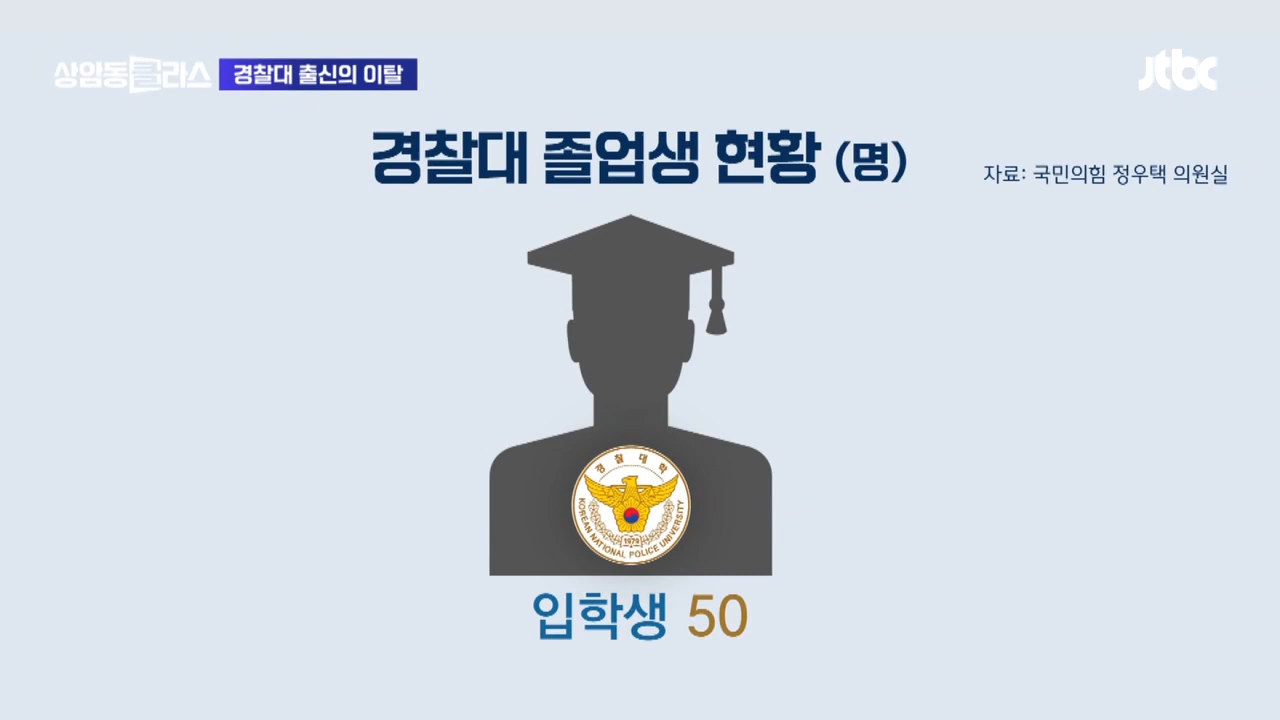 상암동클라스 경찰대 출신의 이탈
jtbc
경찰대 졸업생 현황 (명)
자료: 국민의힘 정우택 의원실
경찰대학
KOREAN NATIONAL POLICE UNIVERSITY
1979
입학생 50